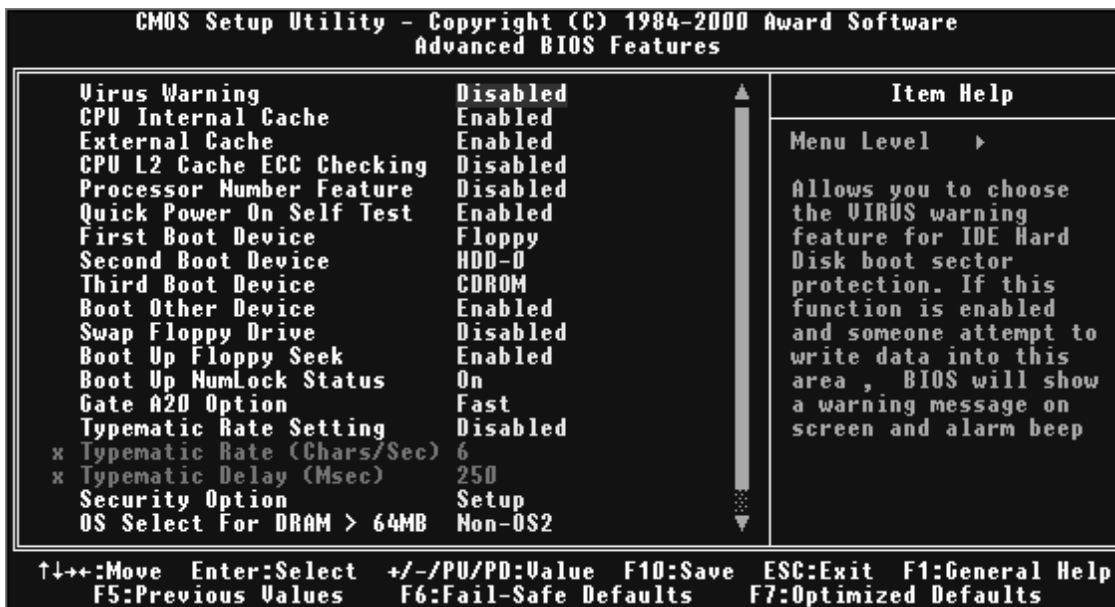 CMOS Setup Utility - Copyright (C) 1984-2000 Award Software
Advanced BIOS Features
Virus Warning Disabled
CPU Internal Cache Enabled
External Cache Enabled
CPU L2 Cache ECC Checking Disabled
Processor Number Feature Disabled
Quick Power On Self Test Enabled
First Boot Device Floppy
Second Boot Device HDD-0
Third Boot Device CDROM
Boot Other Device Enabled
Swap Floppy Drive Disabled
Boot Up Floppy Seek Enabled
Boot Up NumLock Status On
Gate A20 Option Fast
Typematic Rate Setting Disabled
x Typematic Rate (Chars/Sec) 6
x Typematic Delay (Msec) 250
Security Option Setup
OS Select For DRAM > 64MB Non-OS2
Item Help
Menu Level ▸
Allows you to choose
the VIRUS warning
feature for IDE Hard
Disk boot sector
protection. If this
function is enabled
and someone attempt to
write data into this
area , BIOS will show
a warning message on
screen and alarm beep
↑↓→←:Move Enter:Select +/-/PU/PD:Value F10:Save ESC:Exit F1:General Help
F5:Previous Values F6:Fail-Safe Defaults F7:Optimized Defaults